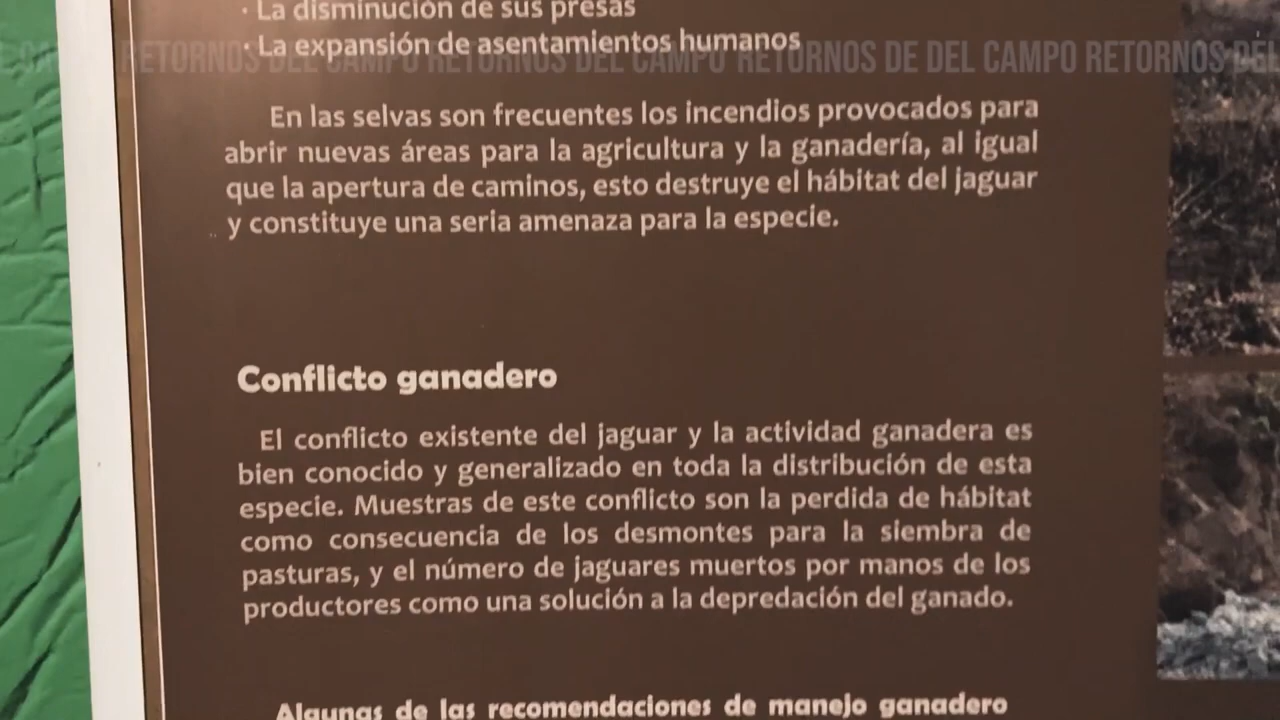 · La disminución de sus presas
· La expansión de asentamientos humanos
RETORNOS DEL CAMPO RETORNOS DEL CAMPO RETORNOS DE DEL CAMPO RETORNOS DEL
En las selvas son frecuentes los incendios provocados para
abrir nuevas áreas para la agricultura y la ganadería, al igual
que la apertura de caminos, esto destruye el hábitat del jaguar
y constituye una seria amenaza para la especie.
Conflicto ganadero
El conflicto existente del jaguar y la actividad ganadera es
bien conocido y generalizado en toda la distribución de esta
especie. Muestras de este conflicto son la perdida de hábitat
como consecuencia de los desmontes para la siembra de
pasturas, y el número de jaguares muertos por manos de los
productores como una solución a la depredación del ganado.
Algunas de las recomendaciones de manejo ganadero